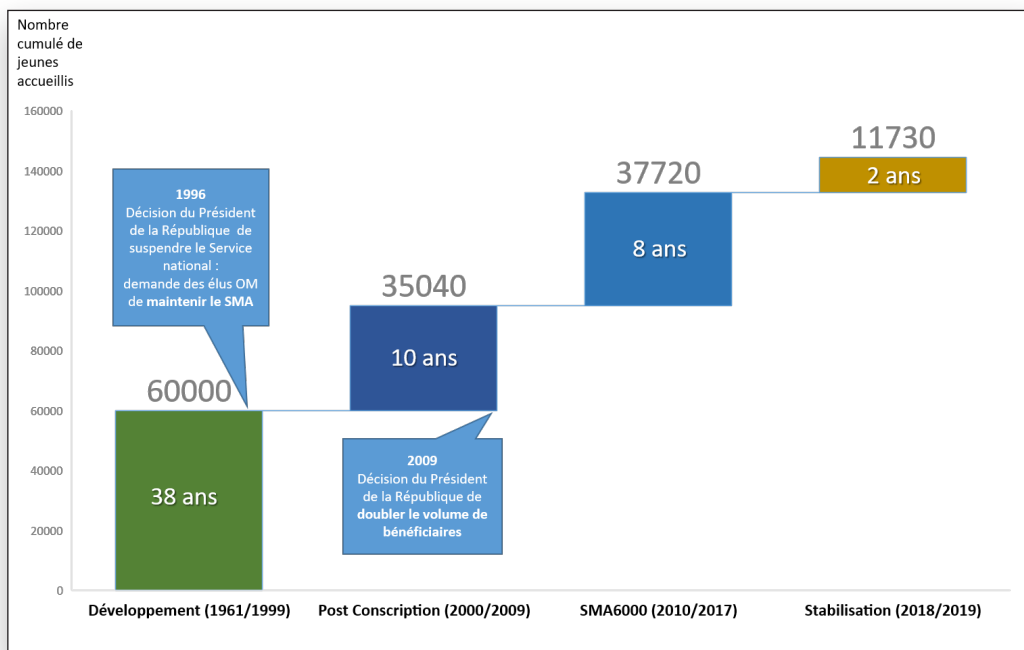 Nombre
cumulé de
jeunes
accueillis
160000
140000
120000
100000
80000
60000
40000
20000
0
1996
Décision du Président
de la République de
suspendre le Service
national :
demande des élus OM
de maintenir le SMA
60000
38 ans
35040
10 ans
2009
Décision du Président
de la République de
doubler le volume de
bénéficiaires
37720
8 ans
11730
2 ans
Développement (1961/1999)
Post Conscription (2000/2009)
SMA6000 (2010/2017)
Stabilisation (2018/2019)